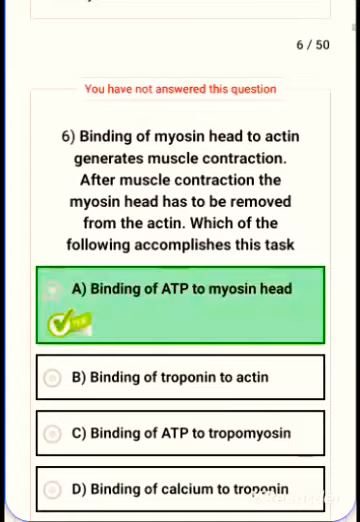 6 / 50
You have not answered this question
6) Binding of myosin head to actin
generates muscle contraction.
After muscle contraction the
myosin head has to be removed
from the actin. Which of the
following accomplishes this task
A) Binding of ATP to myosin head
B) Binding of troponin to actin
C) Binding of ATP to tropomyosin
D) Binding of calcium to troponin